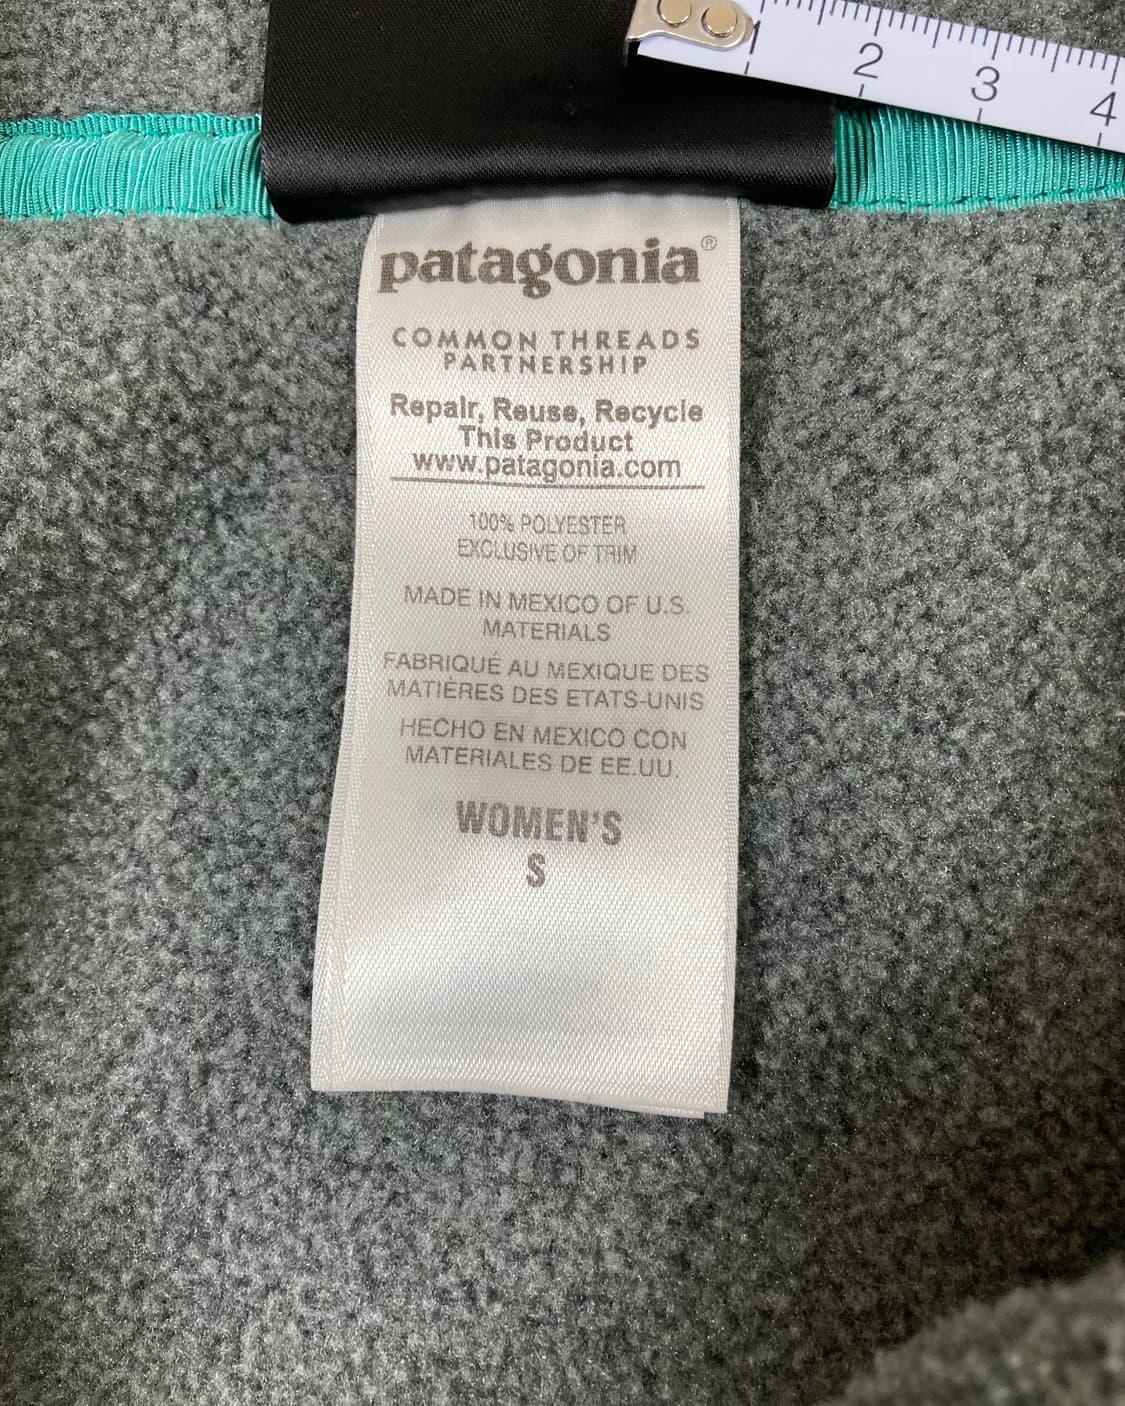 1 2 3 4
patagonia®
COMMON THREADS
PARTNERSHIP
Repair, Reuse, Recycle
This Product
www.patagonia.com
100% POLYESTER
EXCLUSIVE OF TRIM
MADE IN MEXICO OF U.S.
MATERIALS
FABRIQUÉ AU MEXIQUE DES
MATIÈRES DES ETATS-UNIS
HECHO EN MEXICO CON
MATERIALES DE EE.UU.
WOMEN'S
S